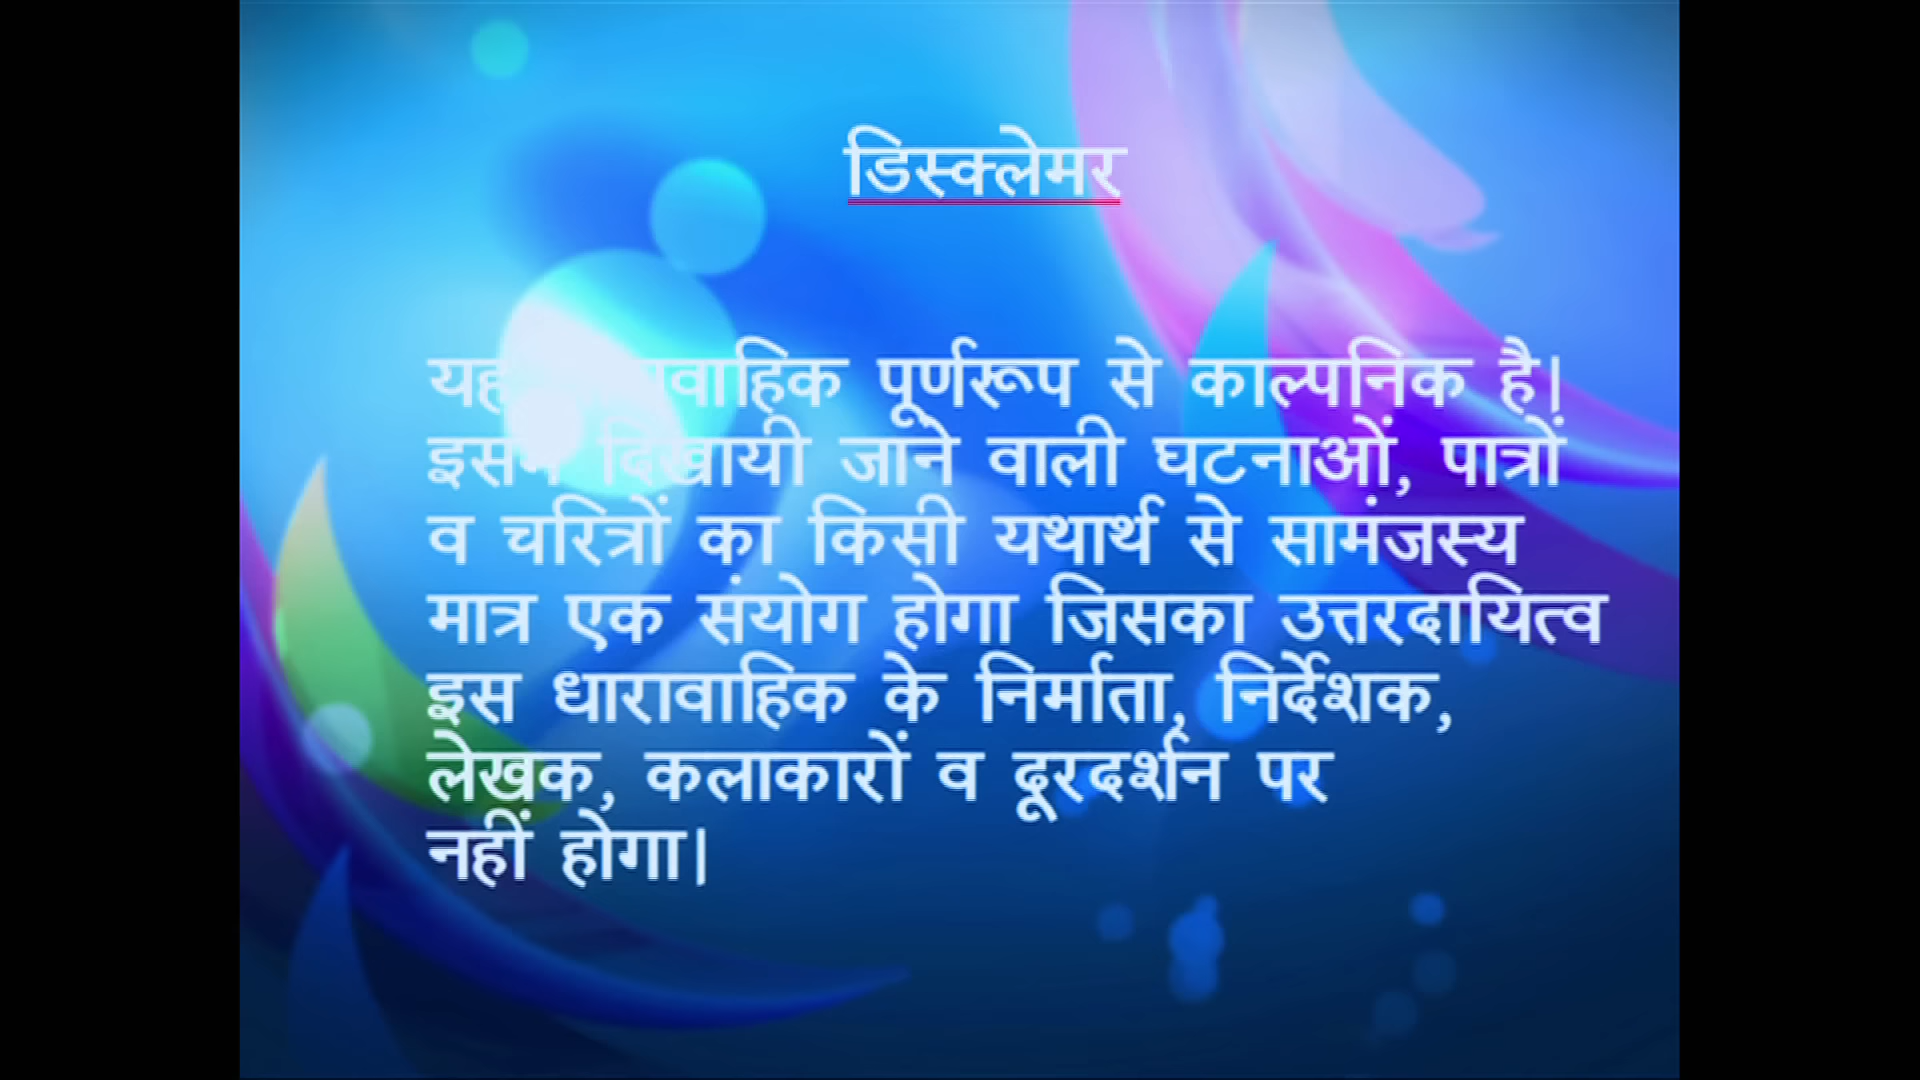 डिस्क्लेमर
यह धारावाहिक पूर्णरूप से काल्पनिक है।
इसमें दिखायी जाने वाली घटनाओं, पात्रों
व चरित्रों का किसी यथार्थ से सामंजस्य
मात्र एक संयोग होगा जिसका उत्तरदायित्व
इस धारावाहिक के निर्माता, निर्देशक,
लेखक, कलाकारों व दूरदर्शन पर
नहीं होगा।